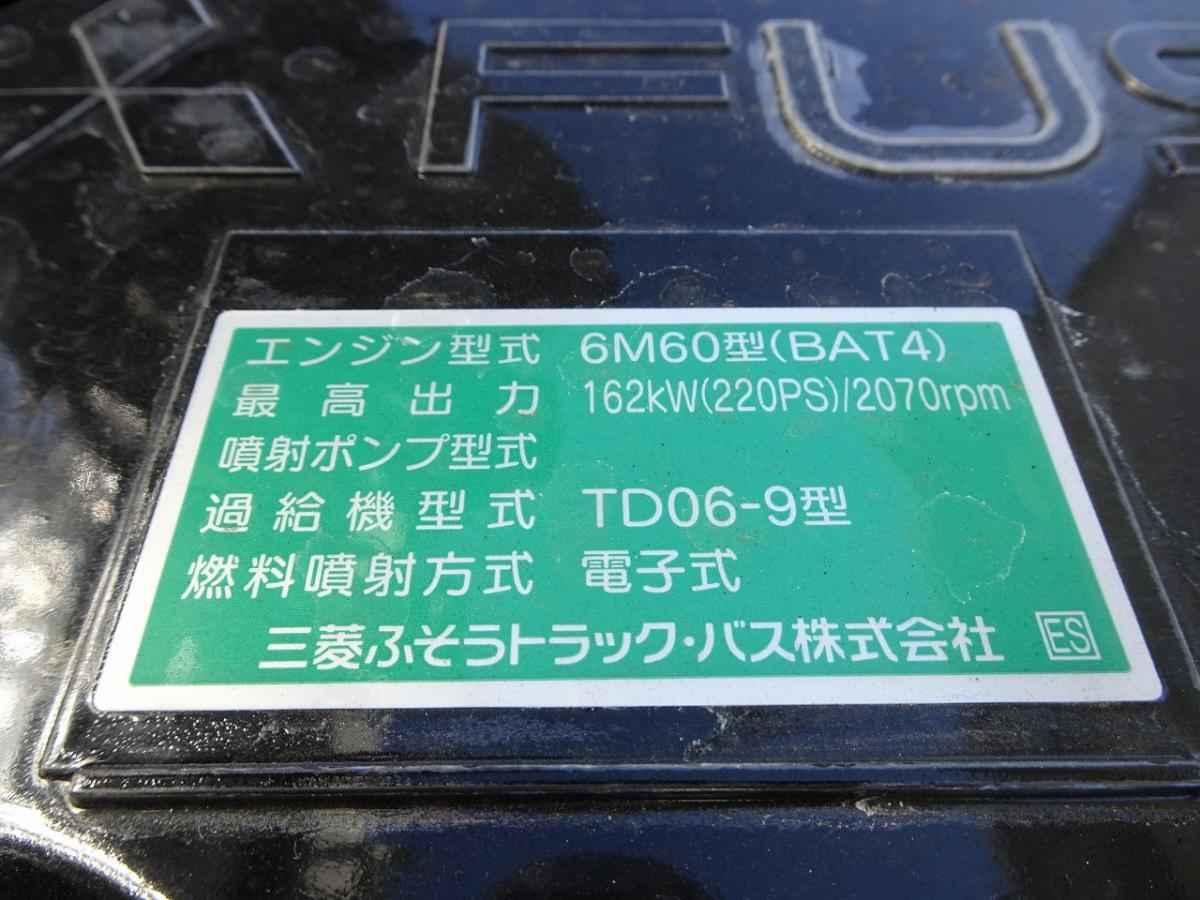 FUS
エンジン型式 6M60型(BAT4)
最高出力 162kW(220PS)/2070rpm
噴射ポンプ型式
過給機型式 TD06-9型
燃料噴射方式 電子式
三菱ふそうトラック・バス株式会社 ES